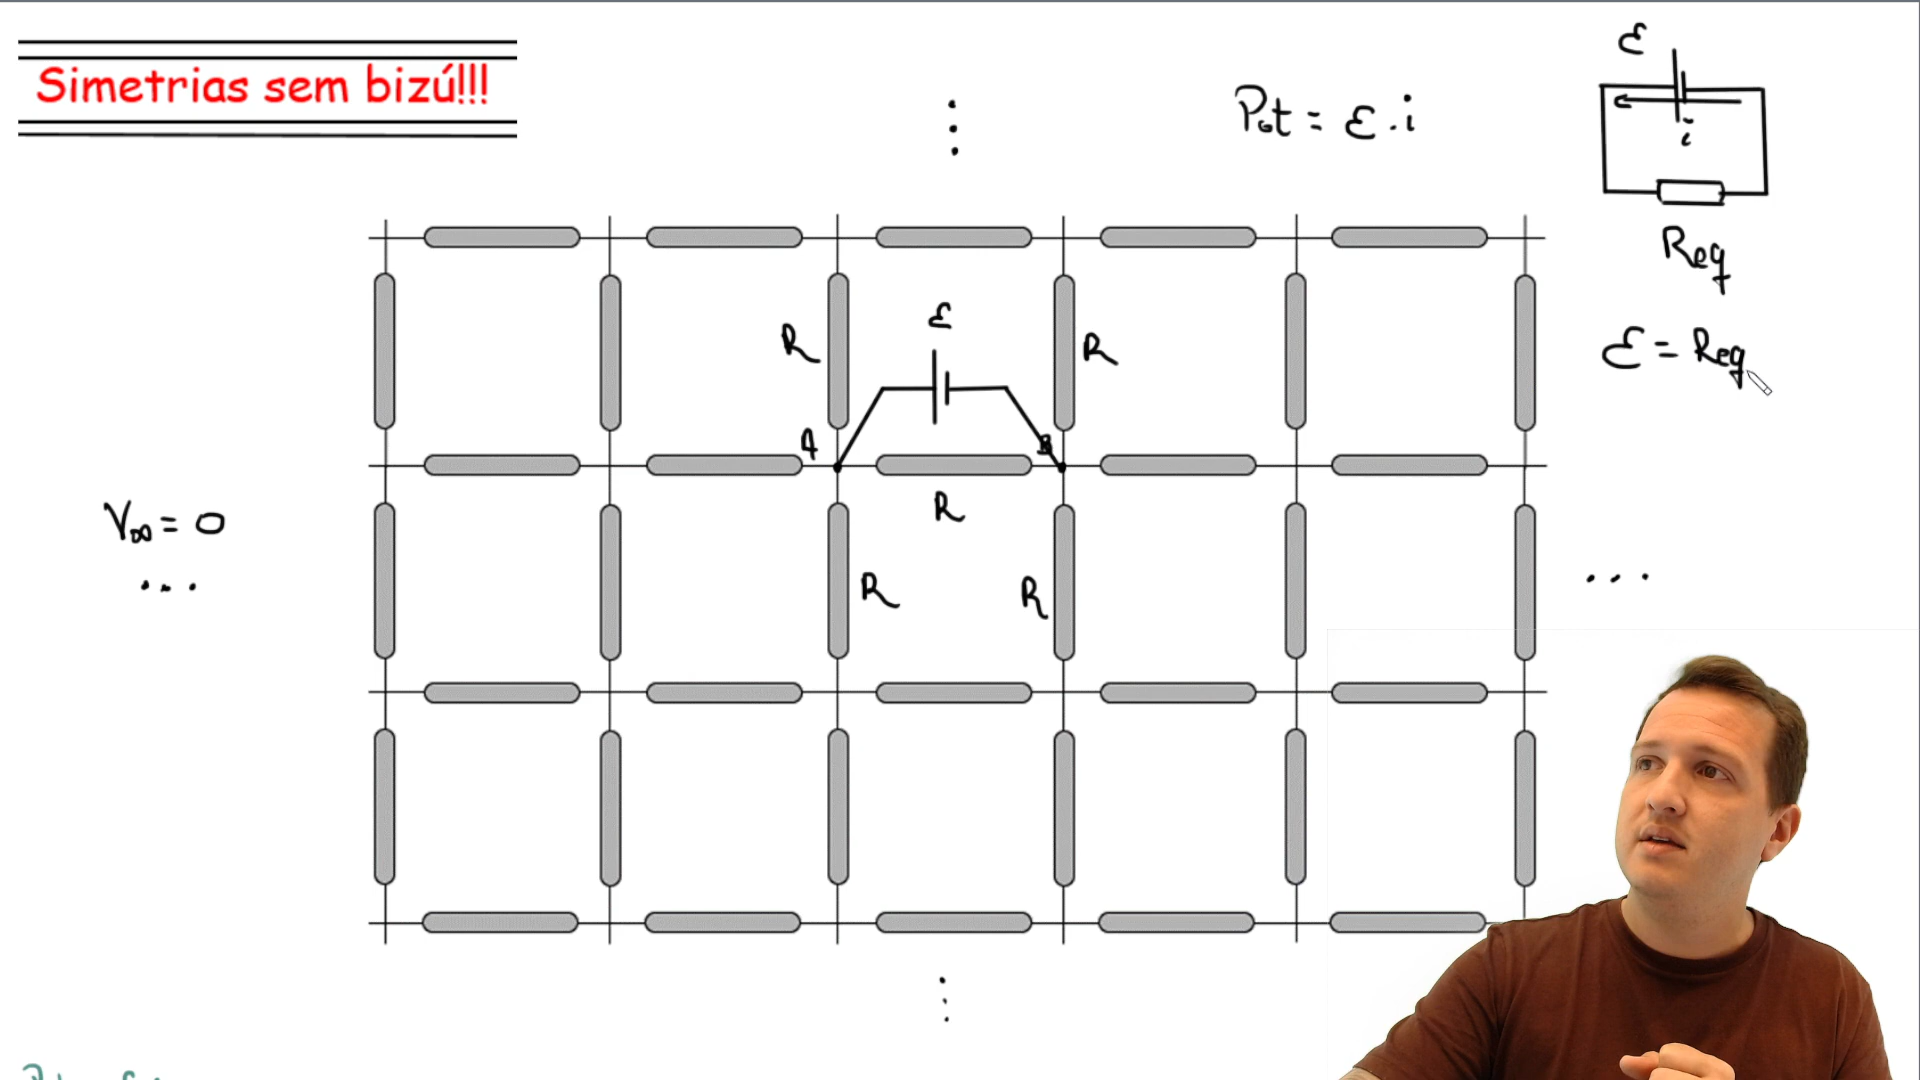 Simetrias sem bizú!!!
Pot = ε . i
ε
i
Req
ε = Req
ε
R
R
A
B
R
V∞ = 0
R
R